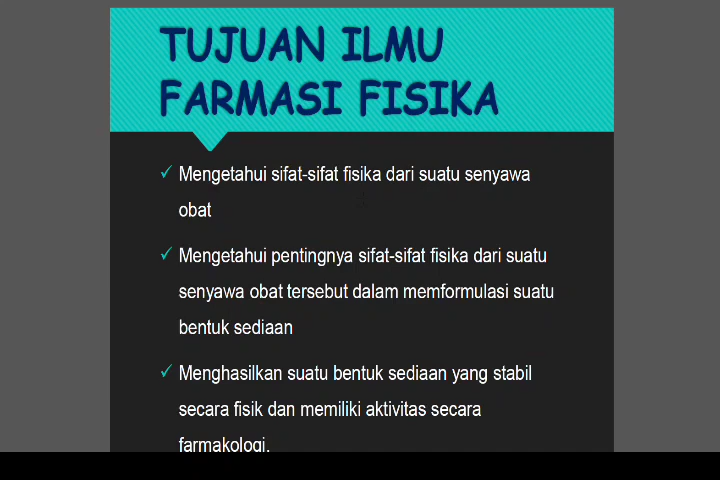 TUJUAN ILMU
FARMASI FISIKA
Mengetahui sifat-sifat fisika dari suatu senyawa
obat
Mengetahui pentingnya sifat-sifat fisika dari suatu
senyawa obat tersebut dalam memformulasi suatu
bentuk sediaan
Menghasilkan suatu bentuk sediaan yang stabil
secara fisik dan memiliki aktivitas secara
farmakologi.